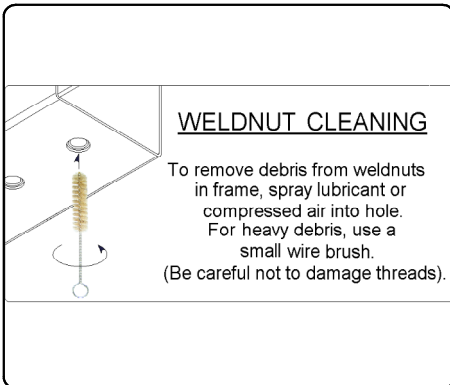 WELDNUT CLEANING
To remove debris from weldnuts
in frame, spray lubricant or
compressed air into hole.
For heavy debris, use a
small wire brush.
(Be careful not to damage threads).